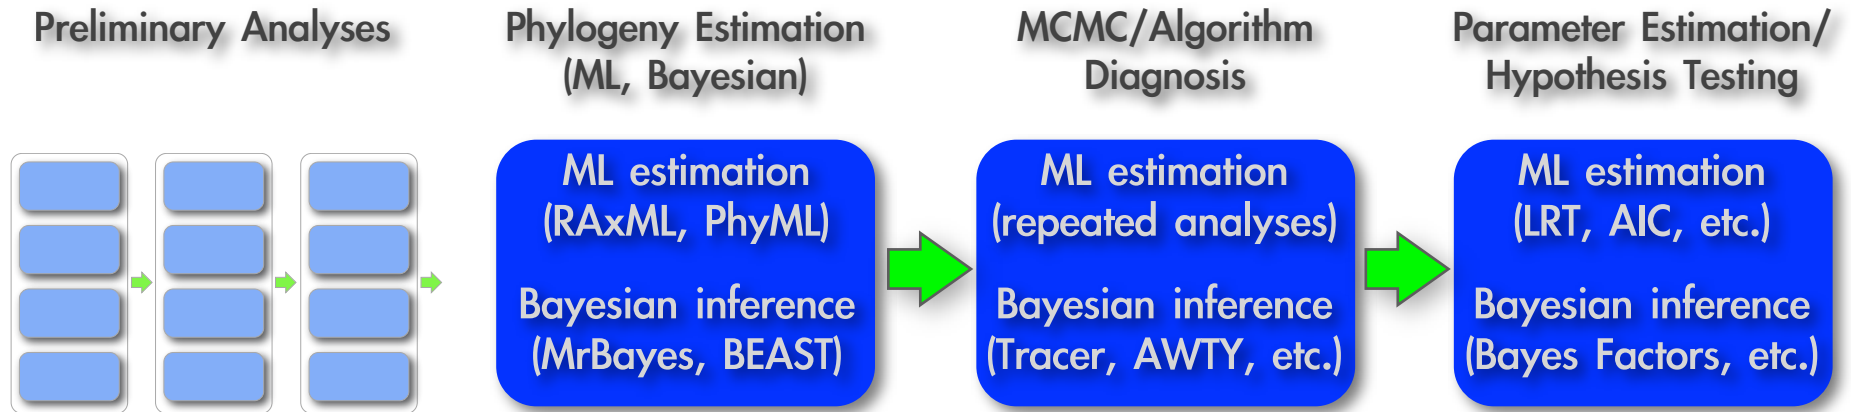 Preliminary Analyses
Phylogeny Estimation
(ML, Bayesian)
MCMC/Algorithm
Diagnosis
Parameter Estimation/
Hypothesis Testing
ML estimation
(RAxML, PhyML)
Bayesian inference
(MrBayes, BEAST)
ML estimation
(repeated analyses)
Bayesian inference
(Tracer, AWTY, etc.)
ML estimation
(LRT, AIC, etc.)
Bayesian inference
(Bayes Factors, etc.)